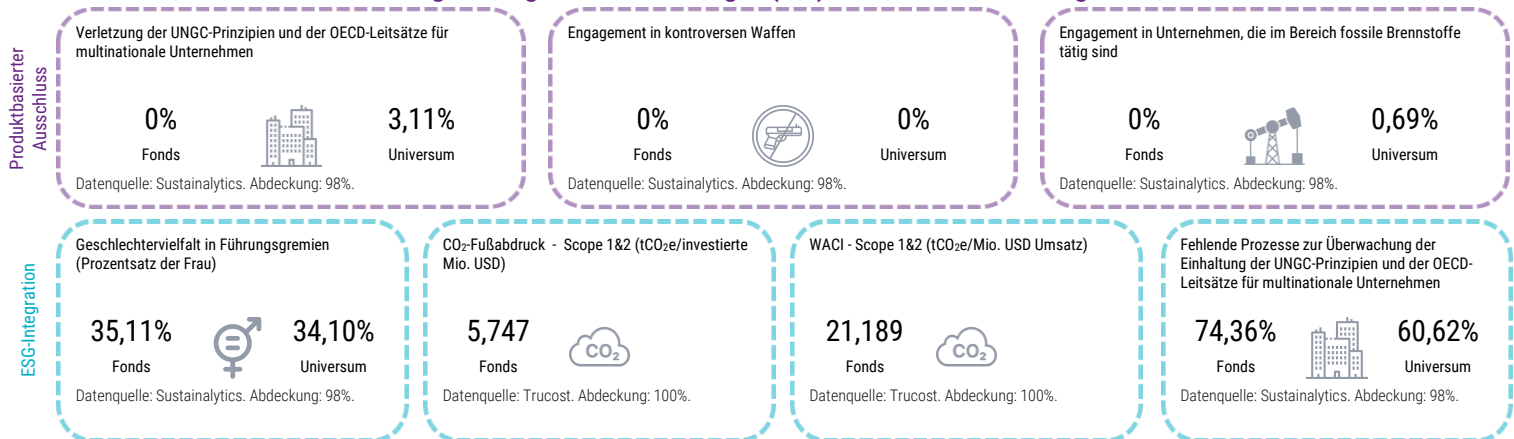 Produktbasierter
Ausschluss
Verletzung der UNGC-Prinzipien und der OECD-Leitsätze für
multinationale Unternehmen
0%
Fonds
3,11%
Universum
Datenquelle: Sustainalytics. Abdeckung: 98%.
Engagement in kontroversen Waffen
0%
Fonds
0%
Universum
Datenquelle: Sustainalytics. Abdeckung: 98%.
Engagement in Unternehmen, die im Bereich fossile Brennstoffe
tätig sind
0%
Fonds
0,69%
Universum
Datenquelle: Sustainalytics. Abdeckung: 98%.
ESG-Integration
Geschlechtervielfalt in Führungsgremien
(Prozentsatz der Frau)
35,11%
Fonds
34,10%
Universum
Datenquelle: Sustainalytics. Abdeckung: 98%.
CO₂-Fußabdruck - Scope 1&2 (tCO₂e/investierte
Mio. USD)
5,747
Fonds
CO₂
Datenquelle: Trucost. Abdeckung: 100%.
WACI - Scope 1&2 (tCO₂e/Mio. USD Umsatz)
21,189
Fonds
CO₂
Datenquelle: Trucost. Abdeckung: 100%.
Fehlende Prozesse zur Überwachung der
Einhaltung der UNGC-Prinzipien und der OECD-
Leitsätze für multinationale Unternehmen
74,36%
Fonds
60,62%
Universum
Datenquelle: Sustainalytics. Abdeckung: 98%.